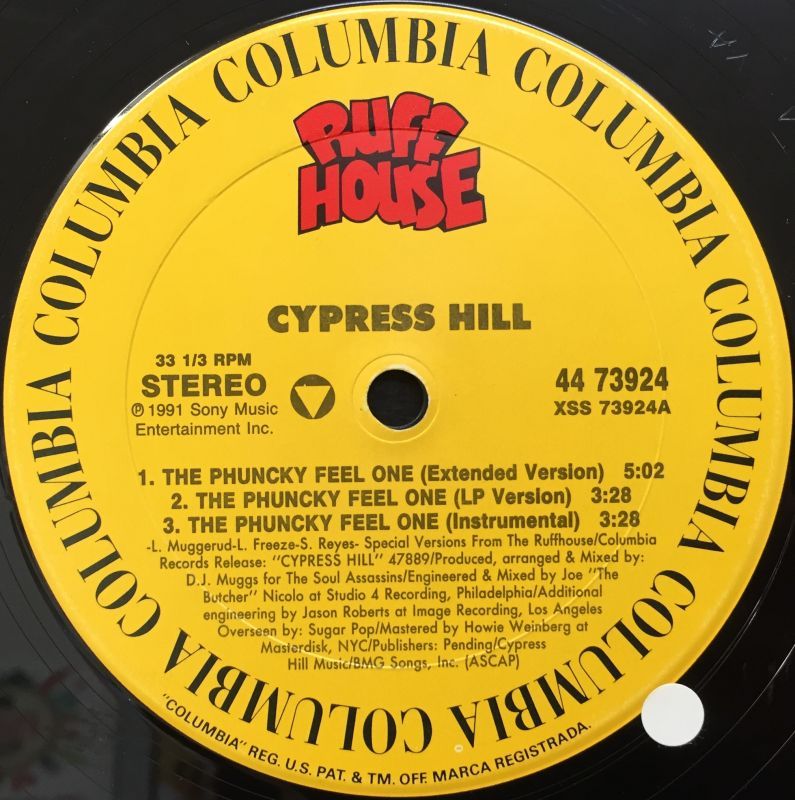 COLUMBIA COLUMBIA COLUMBIA COLUMBIA COLUMBIA COLUMBIA COLUMBIA COLUMBIA COLUMBIA
RUFF
HOUSE
CYPRESS HILL
33 1/3 RPM
STEREO
℗ 1991 Sony Music
Entertainment Inc.
44 73924
XSS 73924A
1. THE PHUNCKY FEEL ONE (Extended Version) 5:02
2. THE PHUNCKY FEEL ONE (LP Version) 3:28
3. THE PHUNCKY FEEL ONE (Instrumental) 3:28
-L. Muggerud-L. Freeze-S. Reyes- Special Versions From The Ruffhouse/Columbia
Records Release: "CYPRESS HILL" 47889/Produced, arranged & Mixed by:
D.J. Muggs for The Soul Assassins/Engineered & Mixed by Joe "The
Butcher" Nicolo at Studio 4 Recording, Philadelphia/Additional
engineering by Jason Roberts at Image Recording, Los Angeles
Overseen by: Sugar Pop/Mastered by Howie Weinberg at
Masterdisk, NYC/Publishers: Pending/Cypress
Hill Music/BMG Songs, Inc. (ASCAP)
"COLUMBIA" REG. U.S. PAT. & TM. OFF. MARCA REGISTRADA.